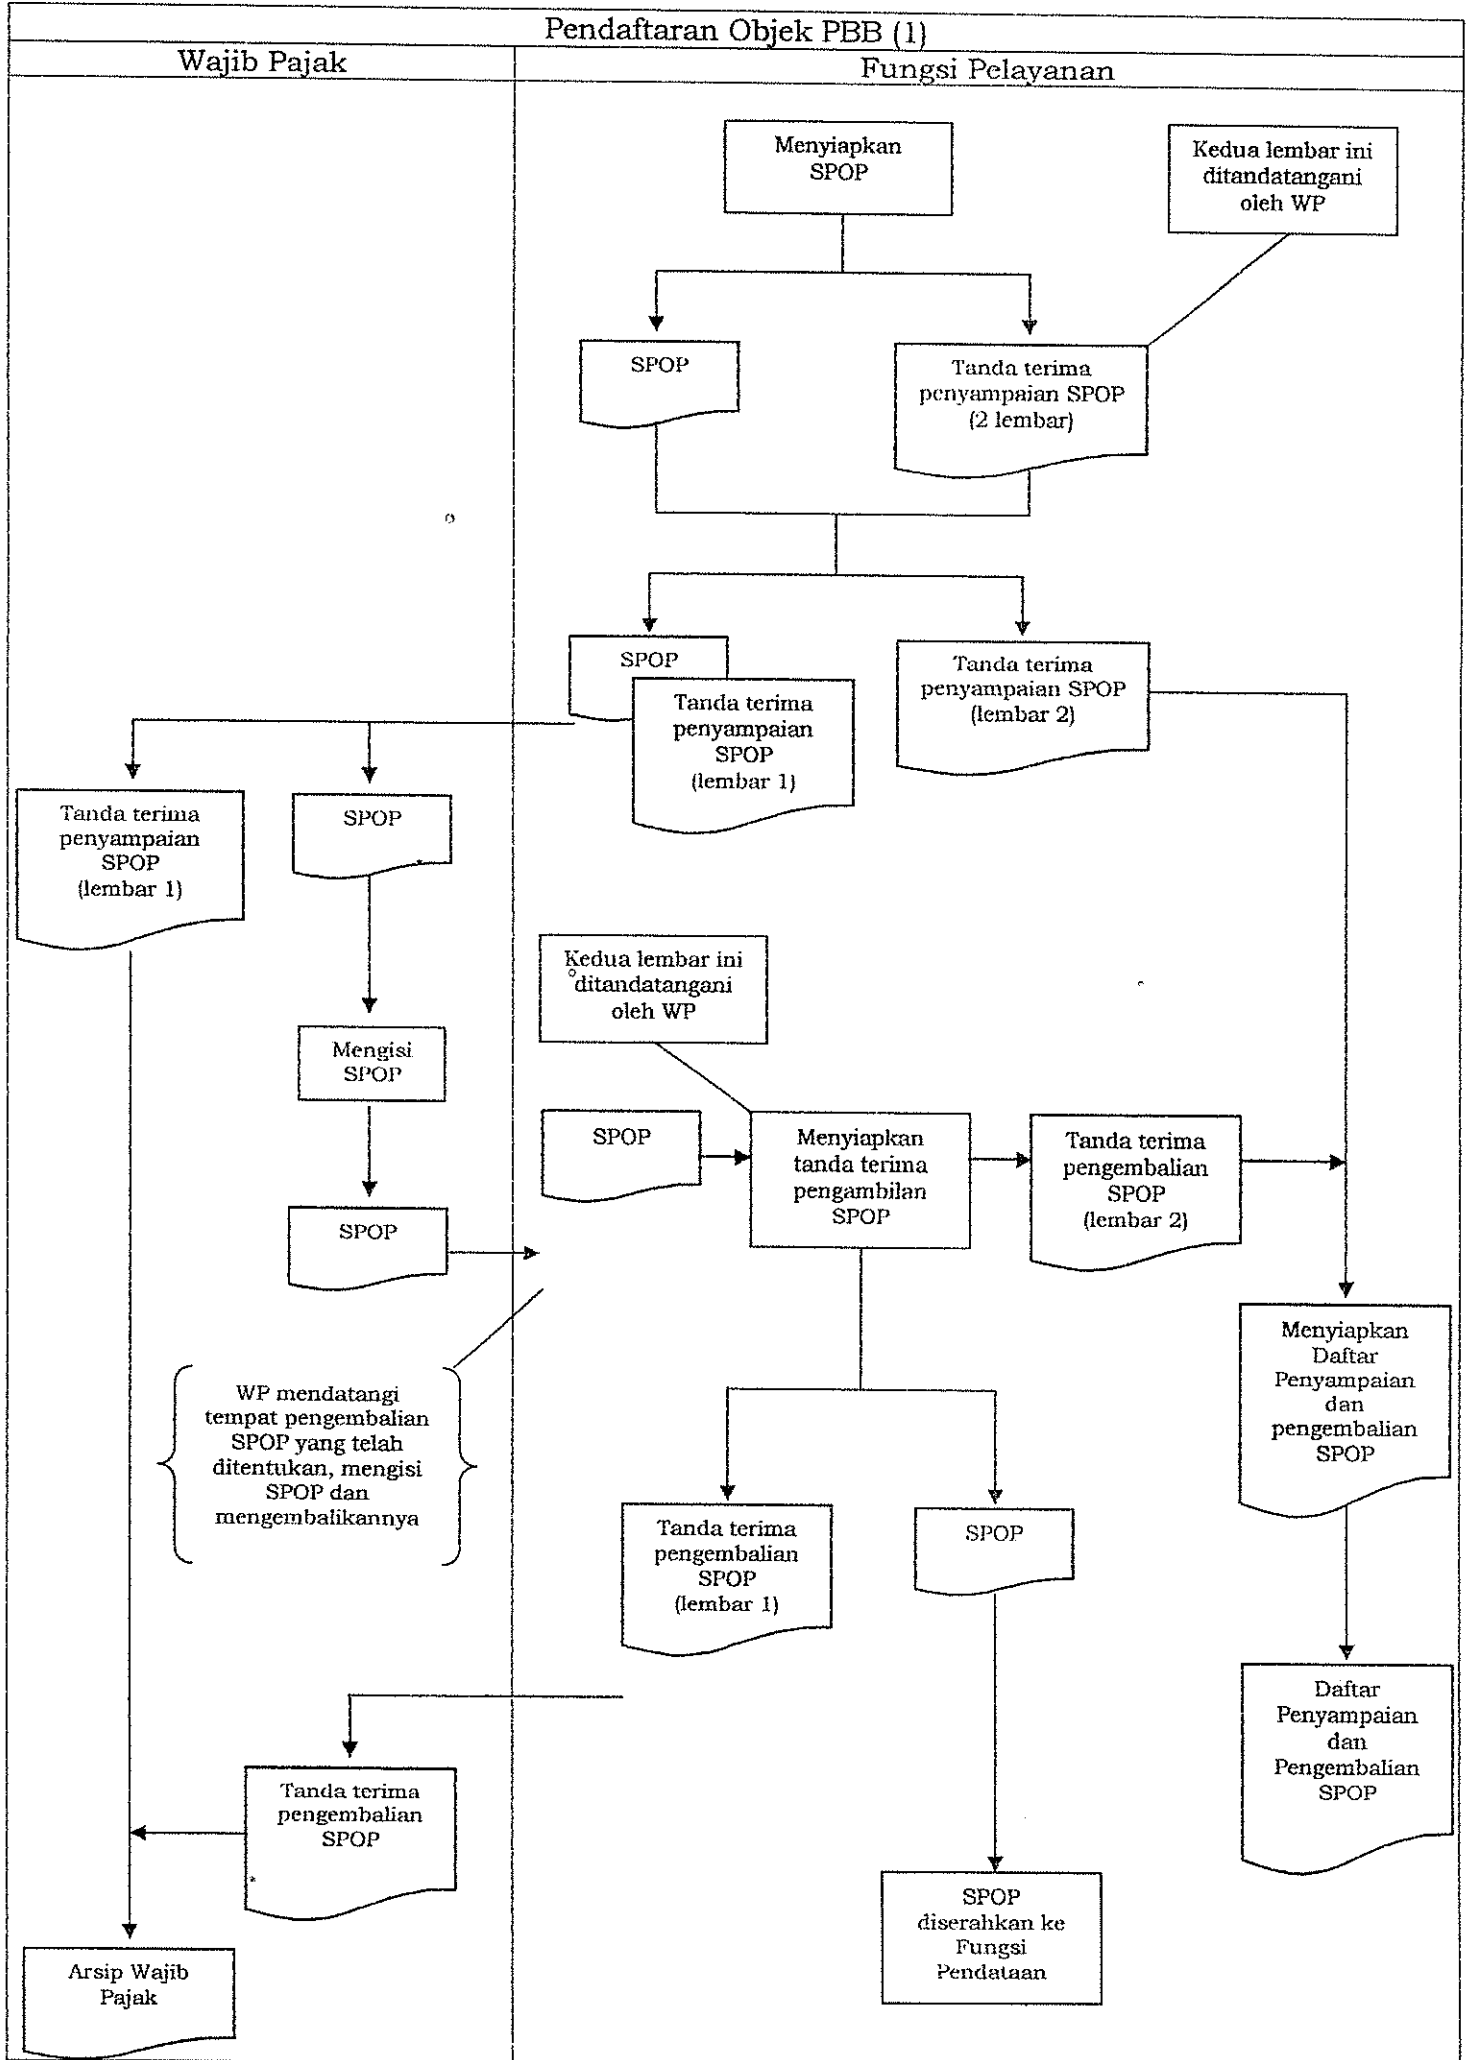 Pendaftaran Objek PBB (1)
Wajib Pajak
Fungsi Pelayanan
Menyiapkan
SPOP
Kedua lembar ini
ditandatangani
oleh WP
SPOP
Tanda terima
penyampaian SPOP
(2 lembar)
SPOP
Tanda terima
penyampaian
SPOP
(lembar 1)
Tanda terima
penyampaian SPOP
(lembar 2)
Tanda terima
penyampaian
SPOP
(lembar 1)
SPOP
Kedua lembar ini
ditandatangani
oleh WP
Mengisi
SPOP
SPOP
Menyiapkan
tanda terima
pengambilan
SPOP
Tanda terima
pengembalian
SPOP
(lembar 2)
SPOP
Menyiapkan
Daftar
Penyampaian
dan
pengembalian
SPOP
WP mendatangi
tempat pengembalian
SPOP yang telah
ditentukan, mengisi
SPOP dan
mengembalikannya
Tanda terima
pengembalian
SPOP
(lembar 1)
SPOP
Daftar
Penyampaian
dan
Pengembalian
SPOP
Tanda terima
pengembalian
SPOP
SPOP
diserahkan ke
Fungsi
Pendataan
Arsip Wajib
Pajak